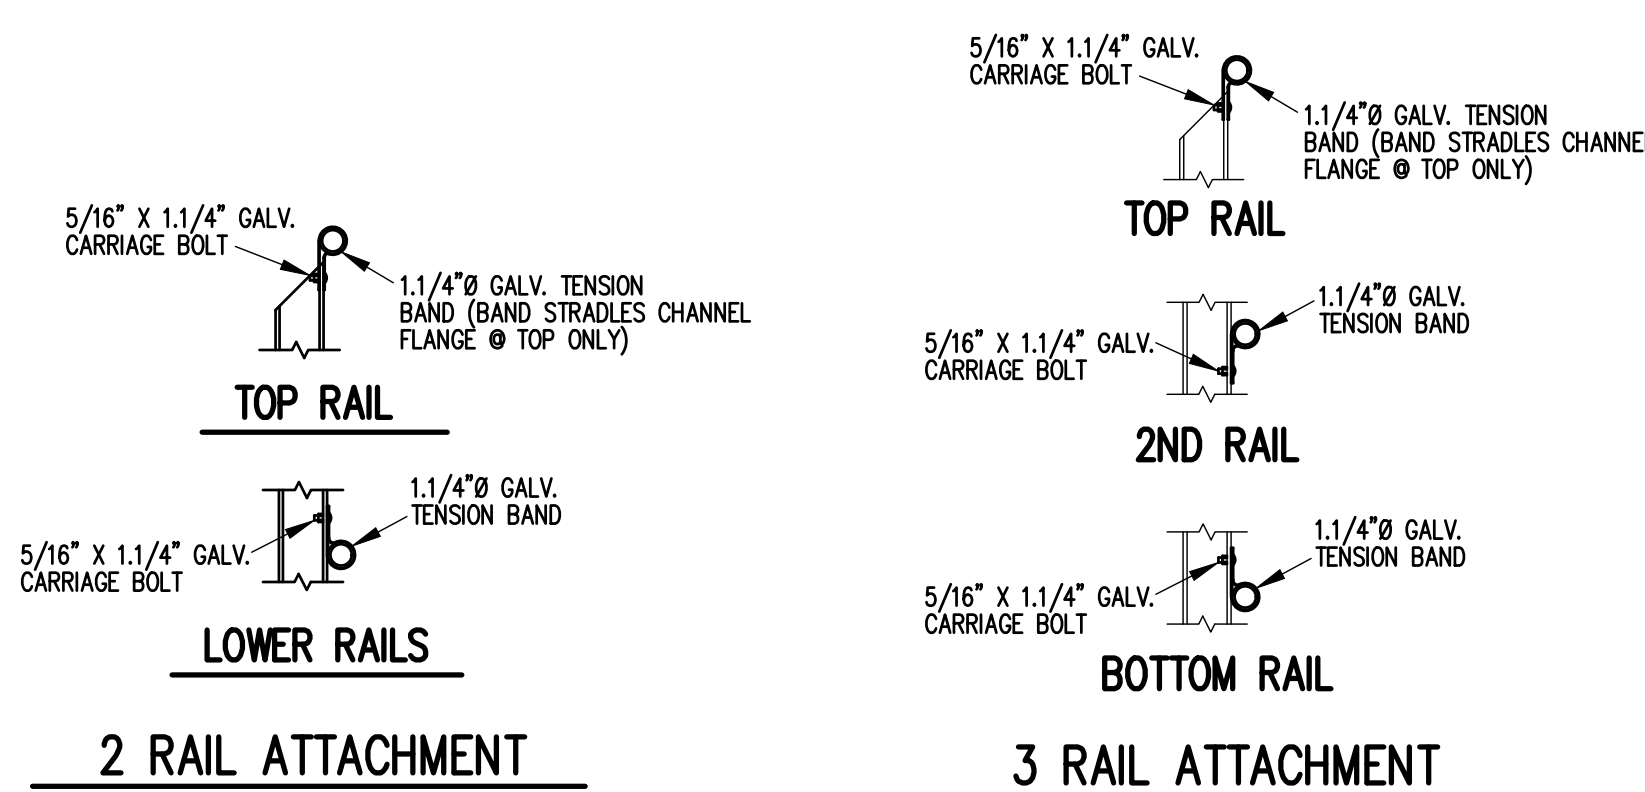 5/16" X 1.1/4" GALV.
CARRIAGE BOLT
1.1/4"Ø GALV. TENSION
BAND (BAND STRADLES CHANNEL
FLANGE @ TOP ONLY)
TOP RAIL
1.1/4"Ø GALV.
TENSION BAND
5/16" X 1.1/4" GALV.
CARRIAGE BOLT
LOWER RAILS
2 RAIL ATTACHMENT
5/16" X 1.1/4" GALV.
CARRIAGE BOLT
1.1/4"Ø GALV. TENSION
BAND (BAND STRADLES CHANNE
FLANGE @ TOP ONLY)
TOP RAIL
1.1/4"Ø GALV.
TENSION BAND
5/16" X 1.1/4" GALV.
CARRIAGE BOLT
2ND RAIL
1.1/4"Ø GALV.
TENSION BAND
5/16" X 1.1/4" GALV.
CARRIAGE BOLT
BOTTOM RAIL
3 RAIL ATTACHMENT